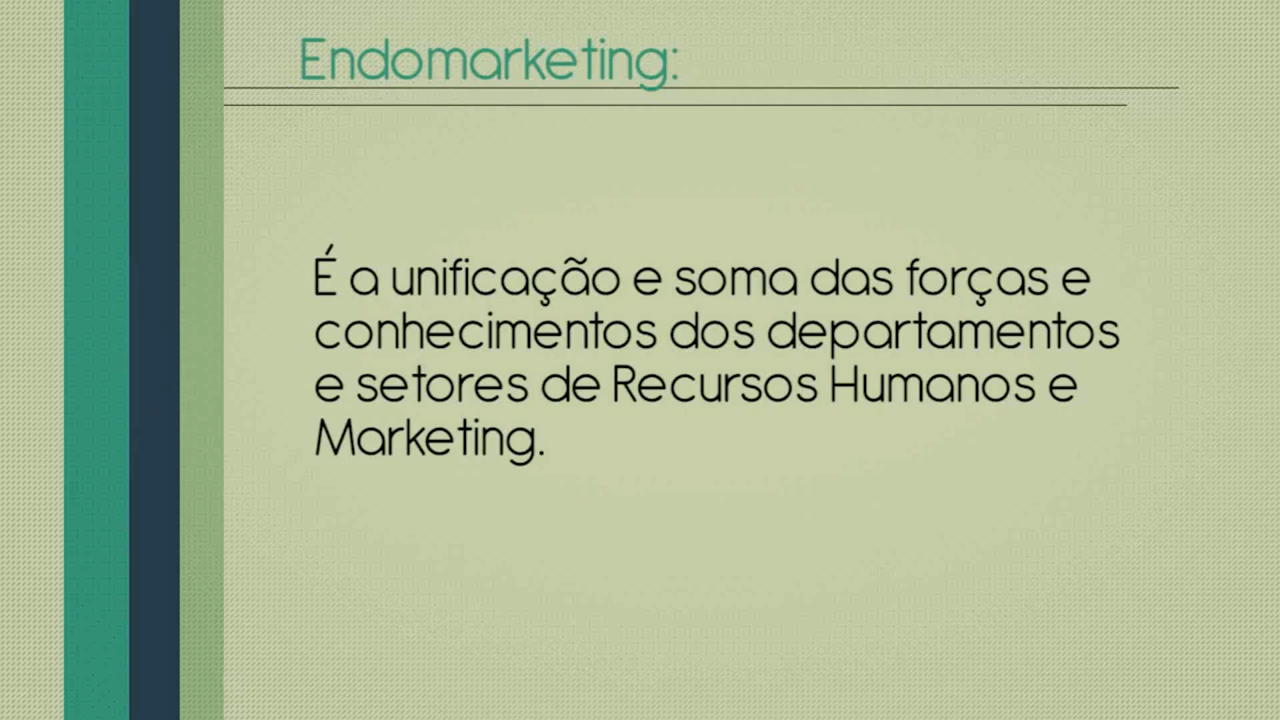 Endomarketing:
É a unificação e soma das forças e
conhecimentos dos departamentos
e setores de Recursos Humanos e
Marketing.